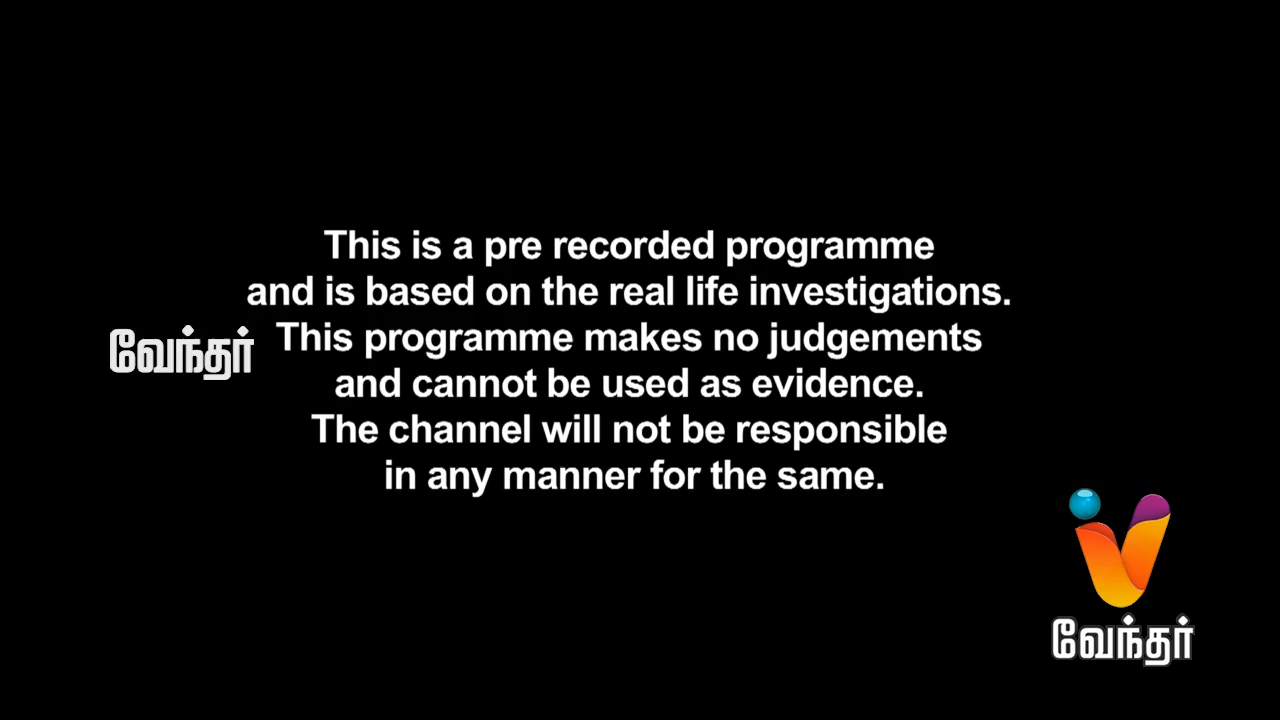 This is a pre recorded programme
and is based on the real life investigations.
வேந்தர்
This programme makes no judgements
and cannot be used as evidence.
The channel will not be responsible
in any manner for the same.
வேந்தர்